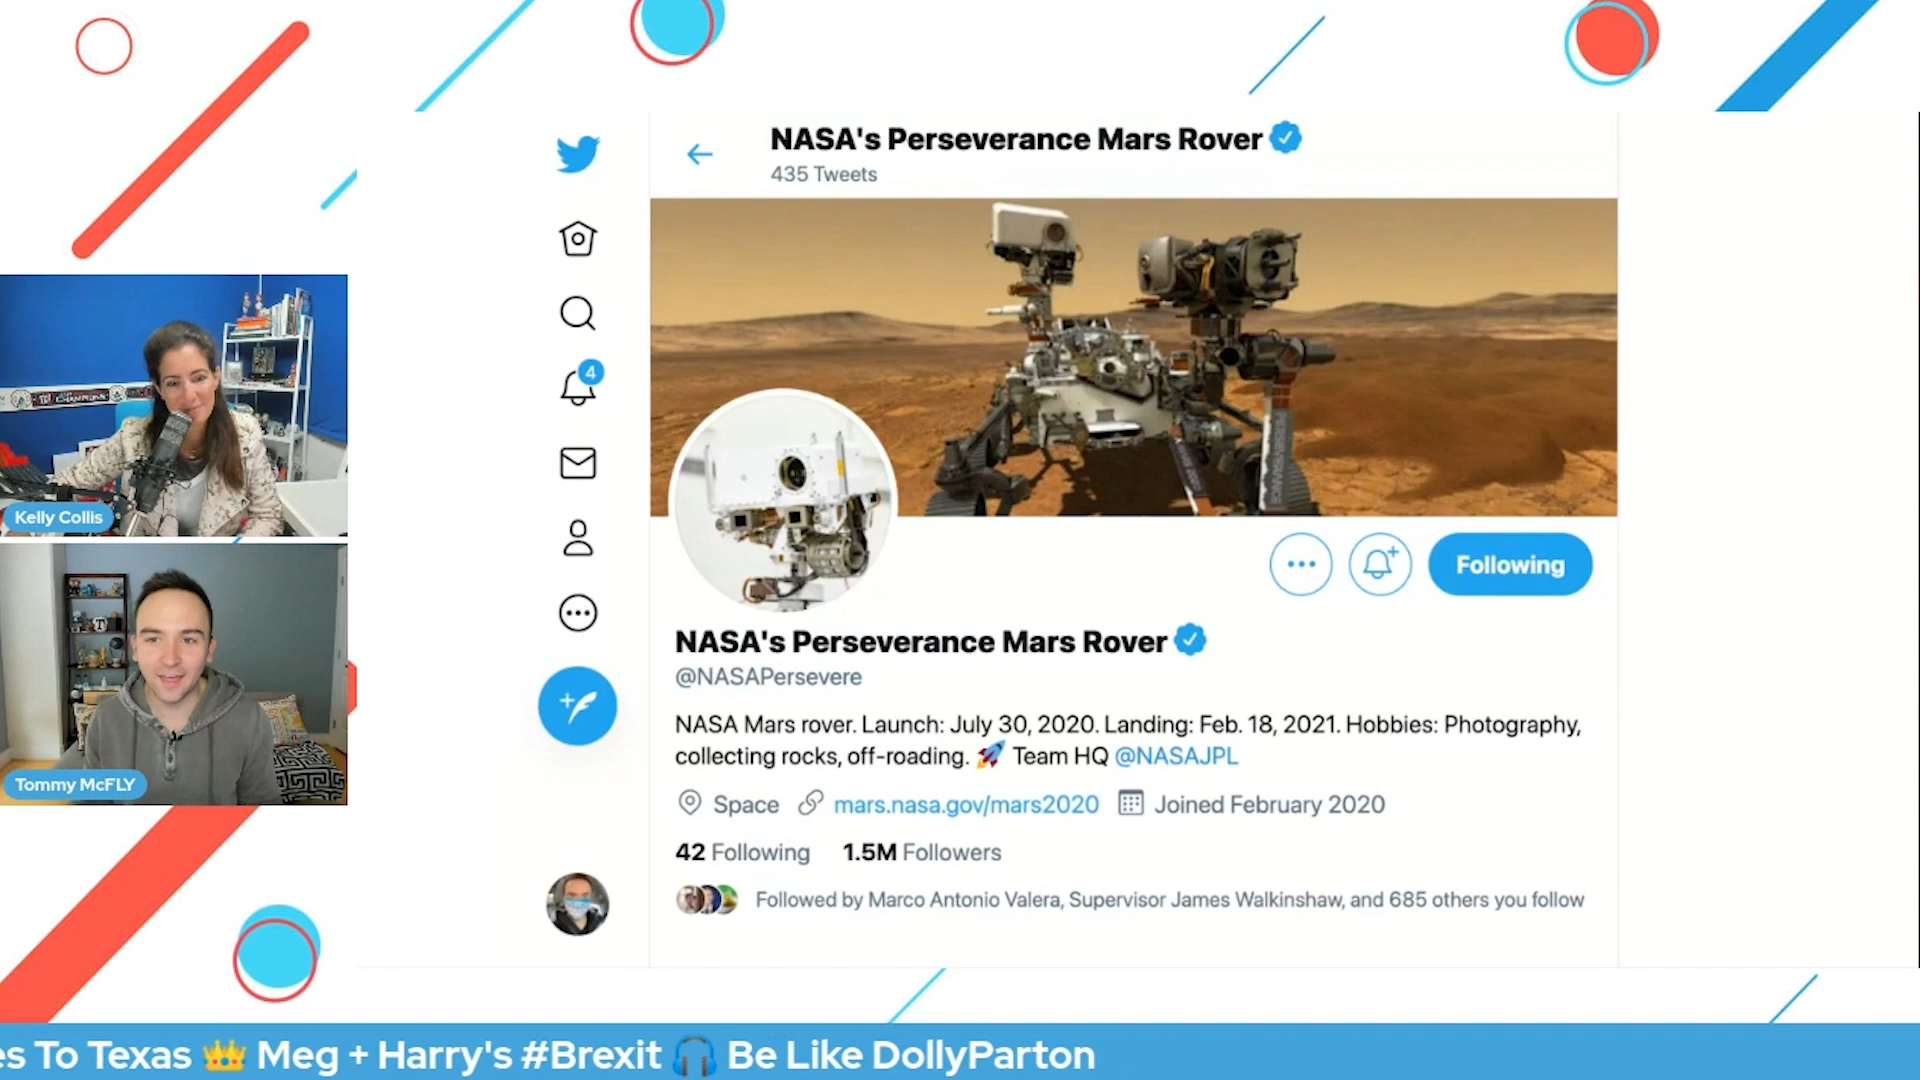 NASA's Perseverance Mars Rover
435 Tweets
4
CHAMPIONS
Kelly Collis
T
Tommy McFLY
PERSEVERANCE
Following
NASA's Perseverance Mars Rover
@NASAPersevere
NASA Mars rover. Launch: July 30, 2020. Landing: Feb. 18, 2021. Hobbies: Photography,
collecting rocks, off-roading. 🚀 Team HQ @NASAJPL
Space mars.nasa.gov/mars2020 Joined February 2020
42 Following 1.5M Followers
Followed by Marco Antonio Valera, Supervisor James Walkinshaw, and 685 others you follow
es To Texas 👑 Meg + Harry's #Brexit 🎧 Be Like DollyParton